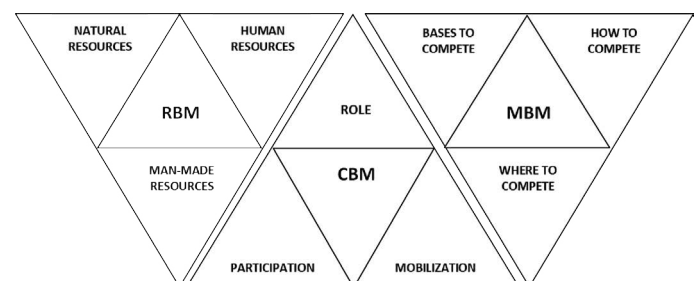 NATURAL
RESOURCES
HUMAN
RESOURCES
RBM
MAN-MADE
RESOURCES
ROLE
CBM
PARTICIPATION
MOBILIZATION
BASES TO
COMPETE
HOW TO
COMPETE
MBM
WHERE TO
COMPETE